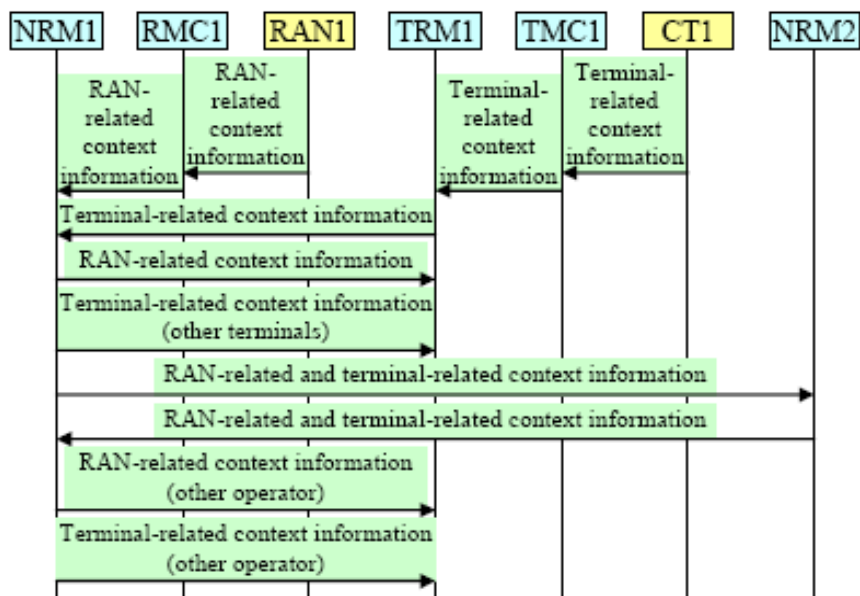 NRM1 RMC1 RAN1 TRM1 TMC1 CT1 NRM2
RAN-
related
context
information
RAN-
related
context
information
Terminal-
related
context
information
Terminal-
related
context
information
Terminal-related context information
RAN-related context information
Terminal-related context information
(other terminals)
RAN-related and terminal-related context information
RAN-related and terminal-related context information
RAN-related context information
(other operator)
Terminal-related context information
(other operator)